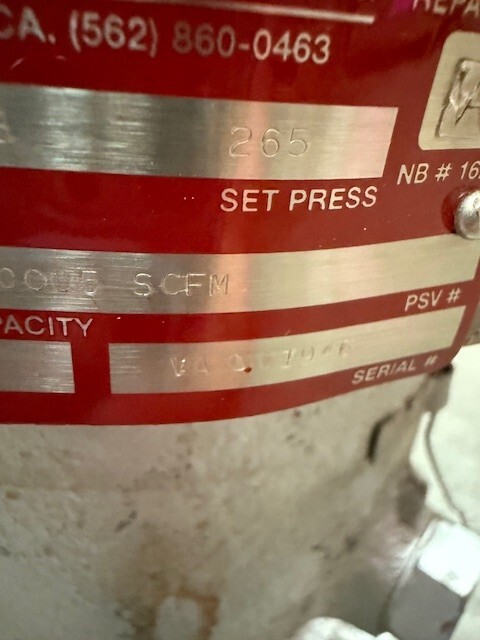 CA. (562) 860-0463
265
SET PRESS
NB # 16
SCFM
PACITY
PSV #
SERIAL #